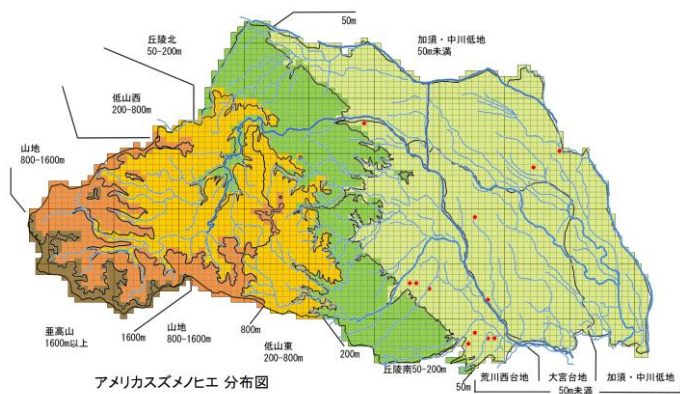 50m
丘陵北
50-200m
加須・中川低地
50m未満
低山西
200-800m
山地
800-1600m
亜高山
1600m以上
1600m
山地
800-1600m
800m
低山東
200-800m
200m
丘陵南50-200m
50m
荒川西台地
大宮台地
加須・中川低地
50m未満
アメリカスズメノヒエ 分布図